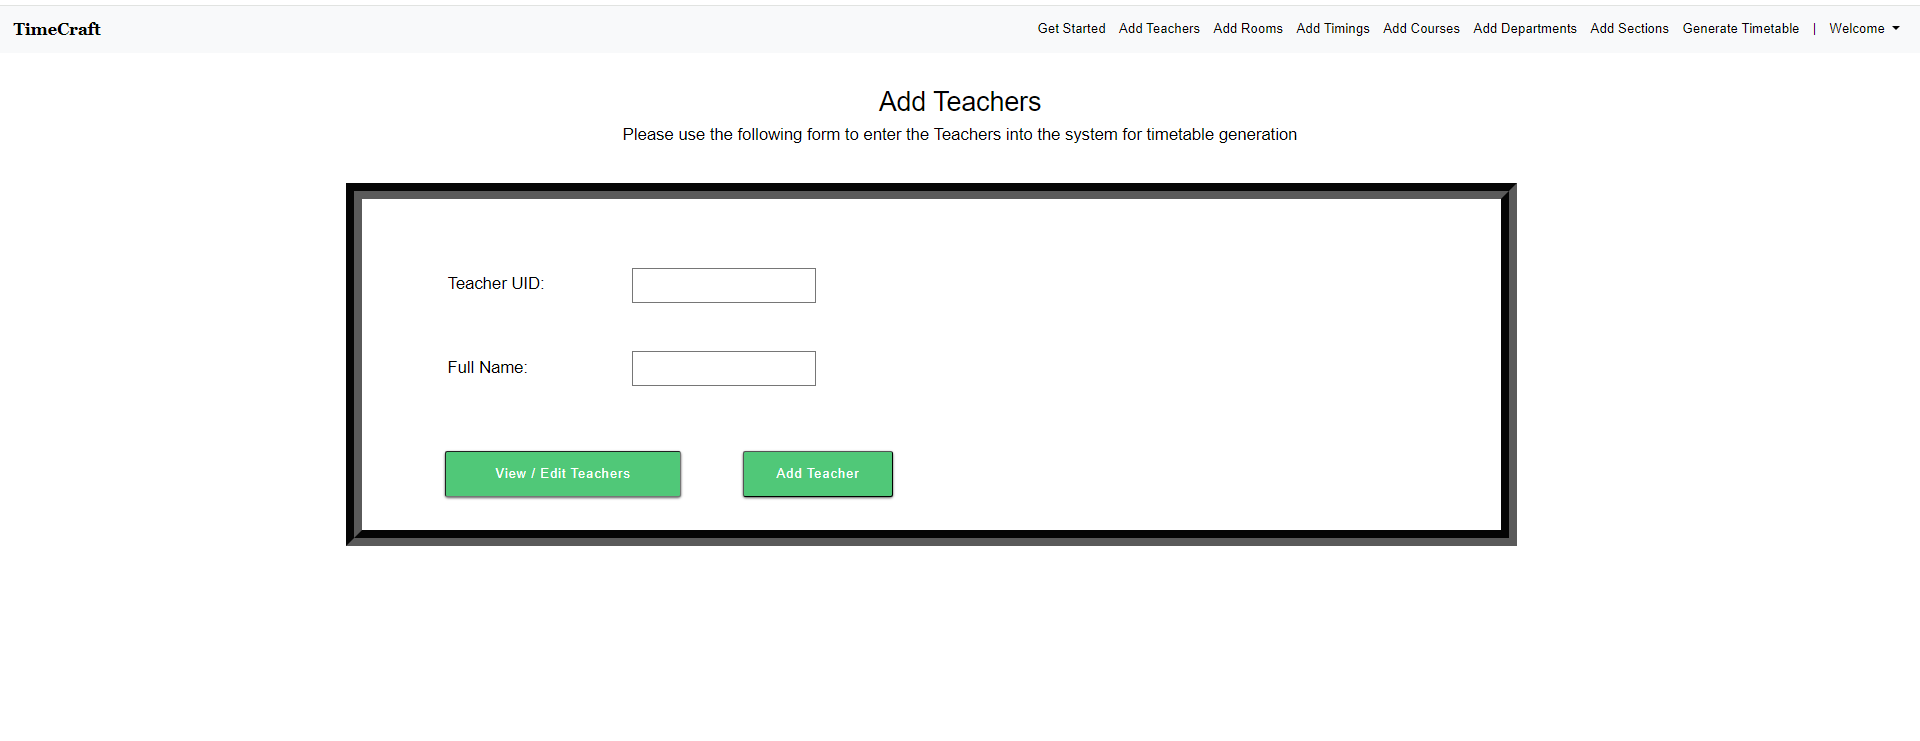 TimeCraft
Get Started Add Teachers Add Rooms Add Timings Add Courses Add Departments Add Sections Generate Timetable | Welcome
Add Teachers
Please use the following form to enter the Teachers into the system for timetable generation
Teacher UID:
Full Name:
View / Edit Teachers Add Teacher